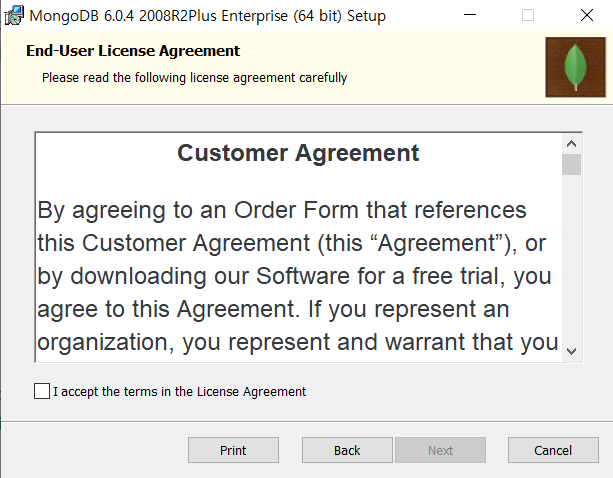 MongoDB 6.0.4 2008R2Plus Enterprise (64 bit) Setup
End-User License Agreement
Please read the following license agreement carefully
Customer Agreement
By agreeing to an Order Form that references
this Customer Agreement (this “Agreement”), or
by downloading our Software for a free trial, you
agree to this Agreement. If you represent an
organization, you represent and warrant that you
I accept the terms in the License Agreement
Print Back Next Cancel